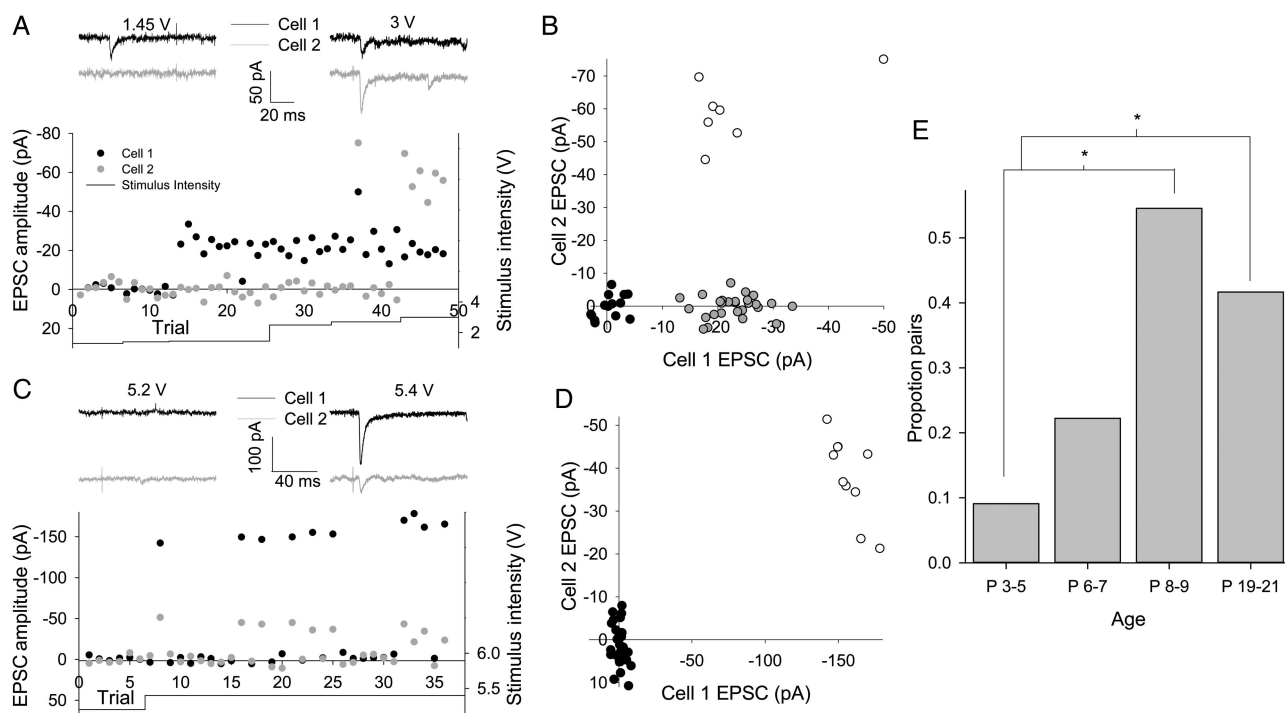 A
1.45 V
Cell 1
Cell 2
3 V
50 pA
20 ms
EPSC amplitude (pA)
-80
-60
-40
-20
0
20
Cell 1
Cell 2
Stimulus Intensity
0 10 20 30 40 50
Trial
4
2
Stimulus intensity (V)
B
Cell 2 EPSC (pA)
-70
-60
-50
-40
-30
-20
-10
0
0 -10 -20 -30 -40 -50
Cell 1 EPSC (pA)
C
5.2 V
Cell 1
Cell 2
5.4 V
100 pA
40 ms
EPSC amplitude (pA)
-150
-100
-50
0
50
0 5 10 15 20 25 30 35
Trial
6.0
5.5
Stimulus intensity (V)
D
Cell 2 EPSC (pA)
-50
-40
-30
-20
-10
0
10
-50 -100 -150
Cell 1 EPSC (pA)
E
*
*
Propotion pairs
0.5
0.4
0.3
0.2
0.1
0.0
P 3-5 P 6-7 P 8-9 P 19-21
Age